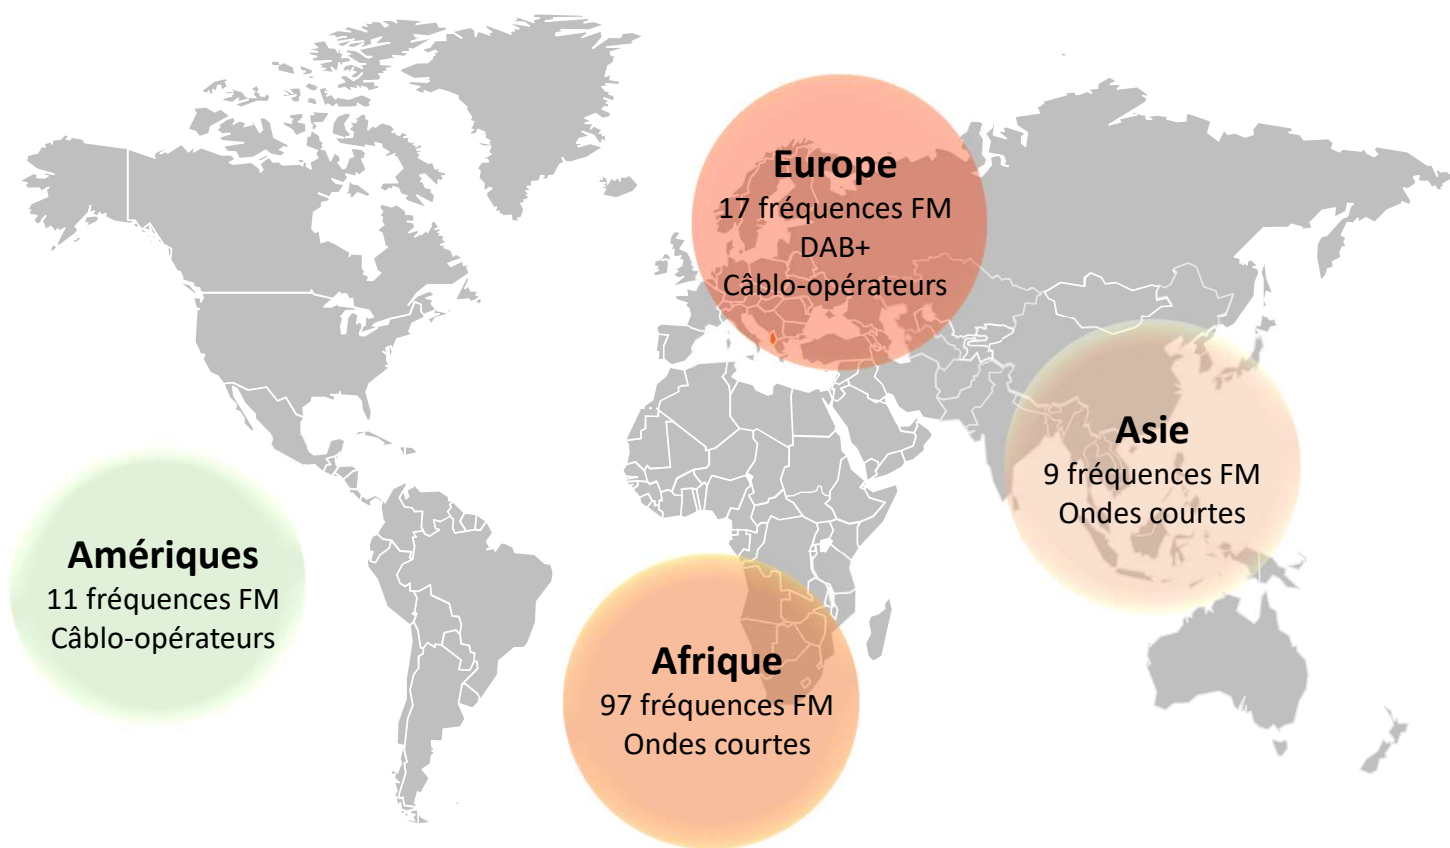 Europe
17 fréquences FM
DAB+
Câblo-opérateurs
Asie
9 fréquences FM
Ondes courtes
Amériques
11 fréquences FM
Câblo-opérateurs
Afrique
97 fréquences FM
Ondes courtes